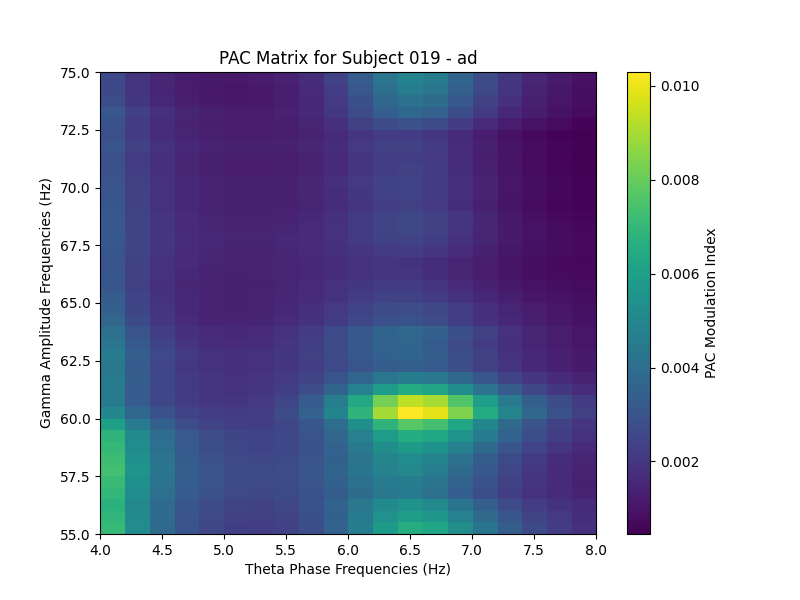 PAC Matrix for Subject 019 - ad
75.0
72.5
70.0
67.5
65.0
62.5
60.0
57.5
55.0
Gamma Amplitude Frequencies (Hz)
4.0 4.5 5.0 5.5 6.0 6.5 7.0 7.5 8.0
Theta Phase Frequencies (Hz)
0.010
0.008
0.006
0.004
0.002
PAC Modulation Index